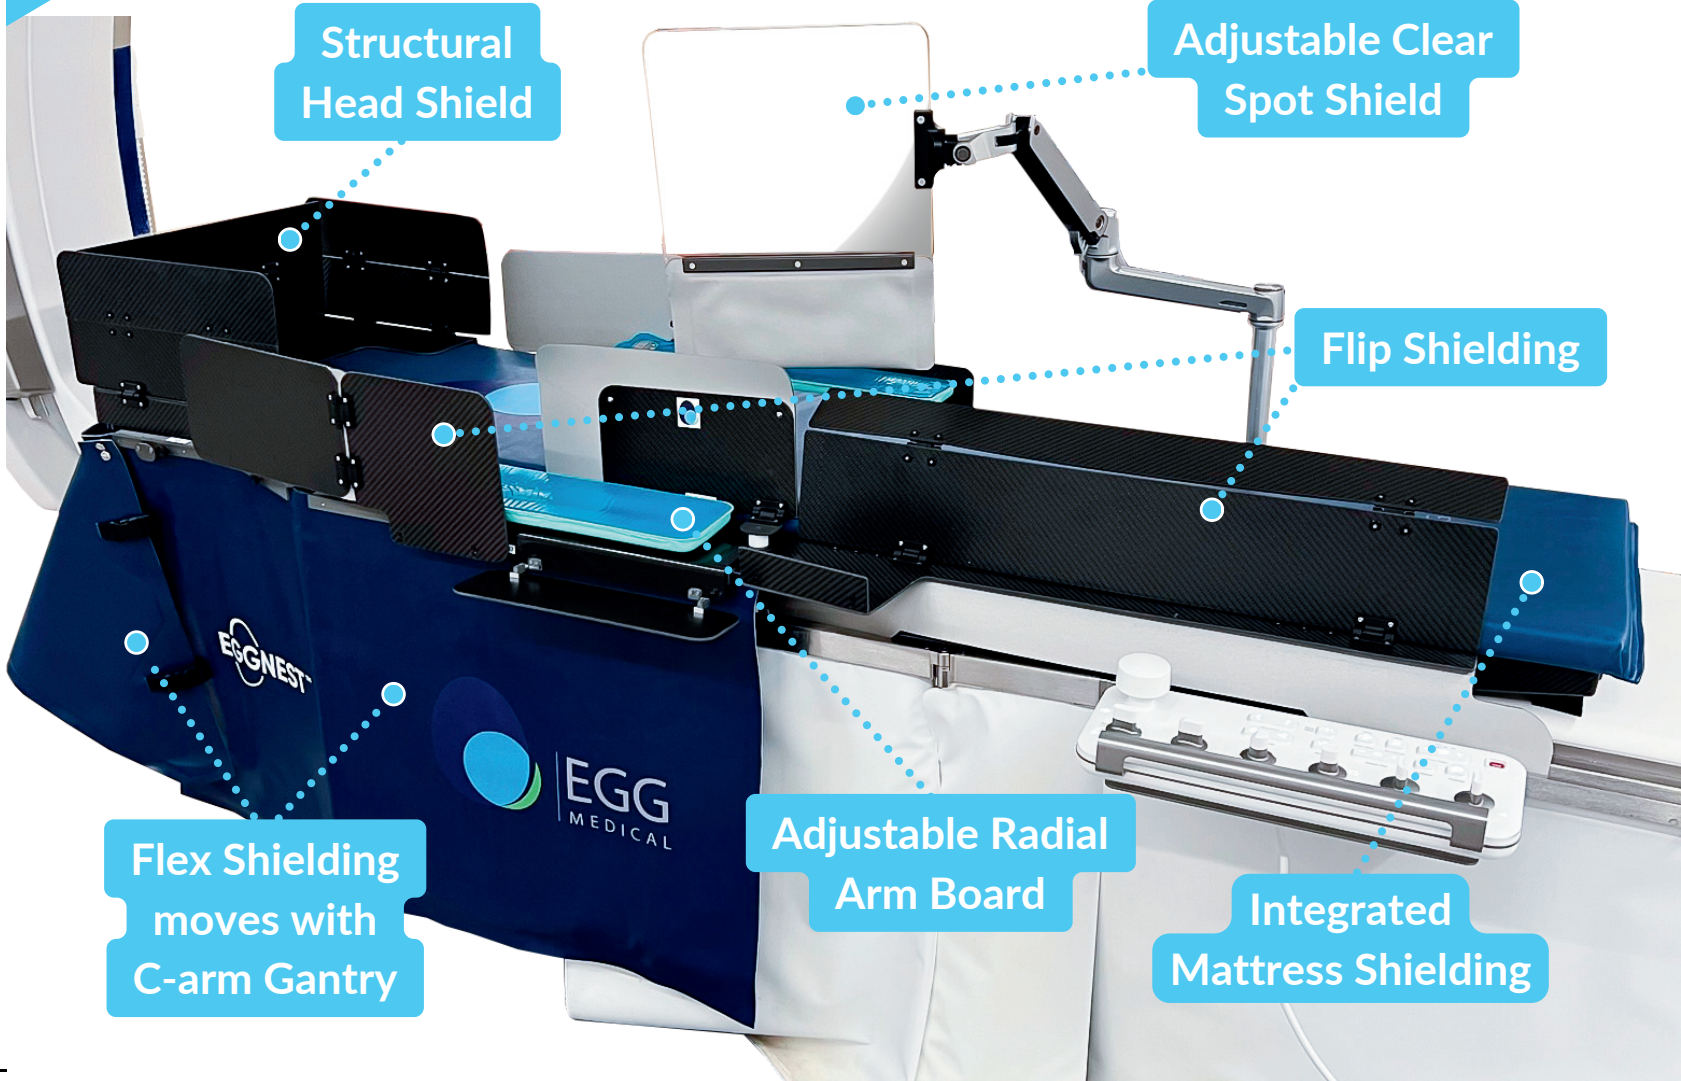 Structural
Head Shield
Adjustable Clear
Spot Shield
Flip Shielding
EGGNEST™
EGG
MEDICAL
Flex Shielding
moves with
C-arm Gantry
Adjustable Radial
Arm Board
Integrated
Mattress Shielding